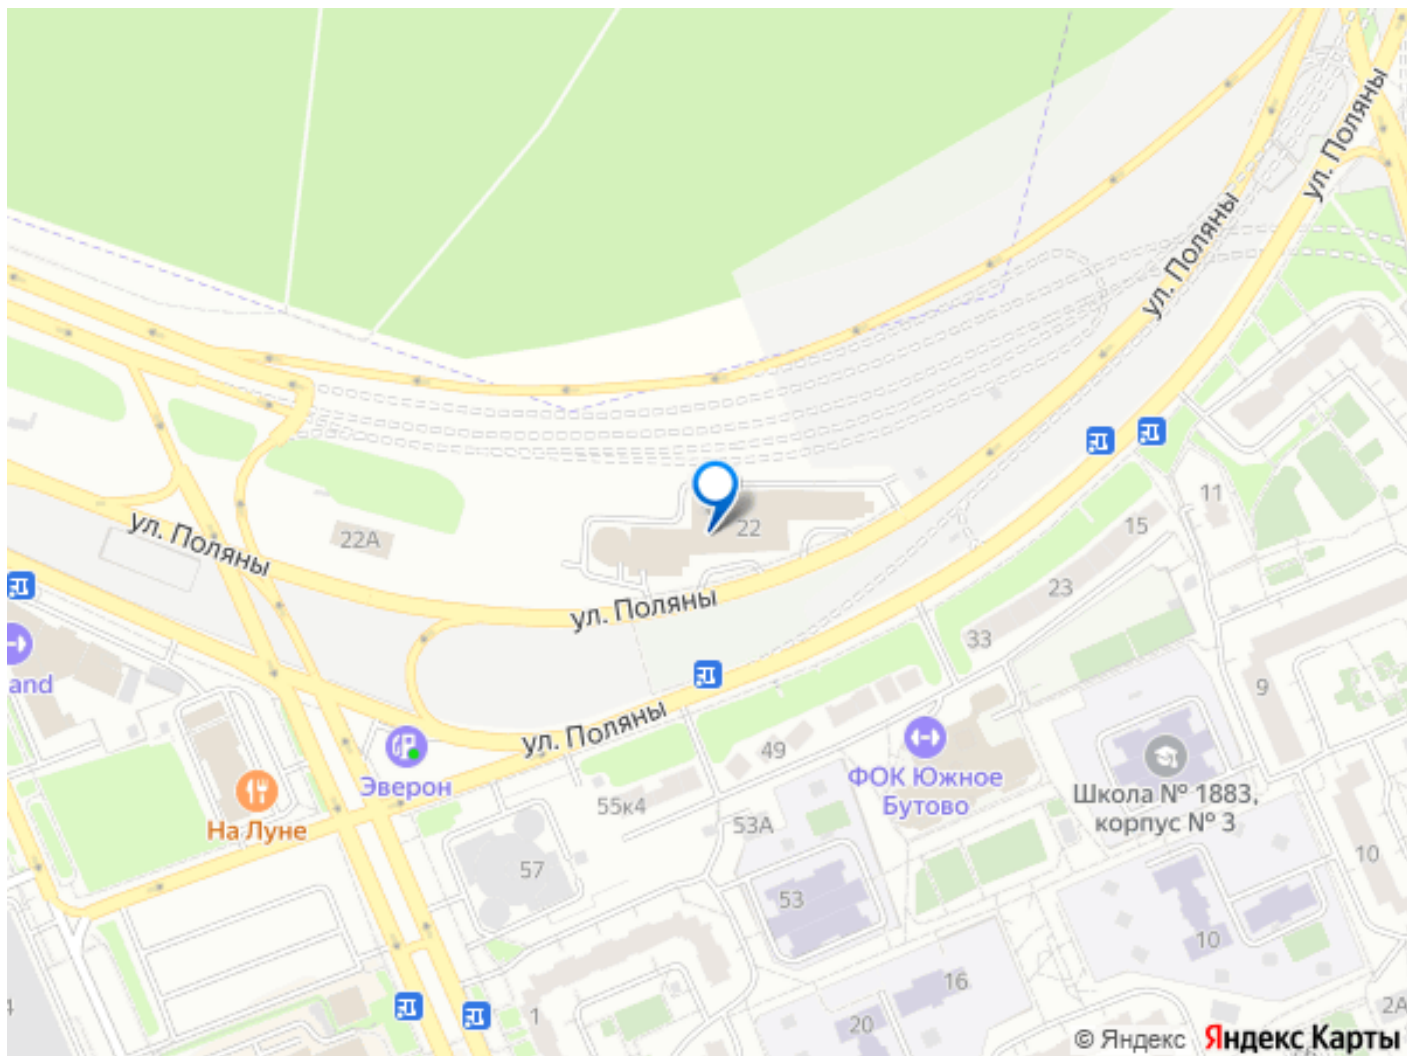 ул. Поляны
ул. Поляны
11
15
22
22А
ул. Поляны
ул. Поляны
23
33
and
9
ул. Поляны
49
Эверон
ФОК Южное
Бутово
Школа № 1883,
корпус № 3
55к4
53А
На Луне
57
10
53
10
16
4
1
20
2А
© Яндекс Яндекс Карты